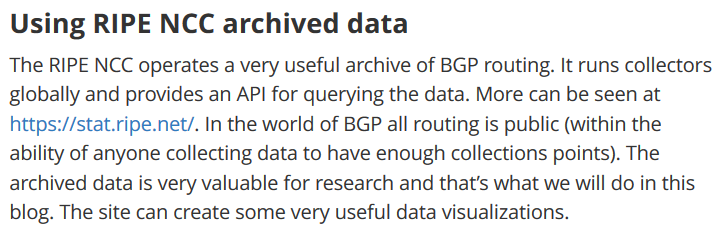 Using RIPE NCC archived data
The RIPE NCC operates a very useful archive of BGP routing. It runs collectors
globally and provides an API for querying the data. More can be seen at
https://stat.ripe.net/. In the world of BGP all routing is public (within the
ability of anyone collecting data to have enough collections points). The
archived data is very valuable for research and that’s what we will do in this
blog. The site can create some very useful data visualizations.